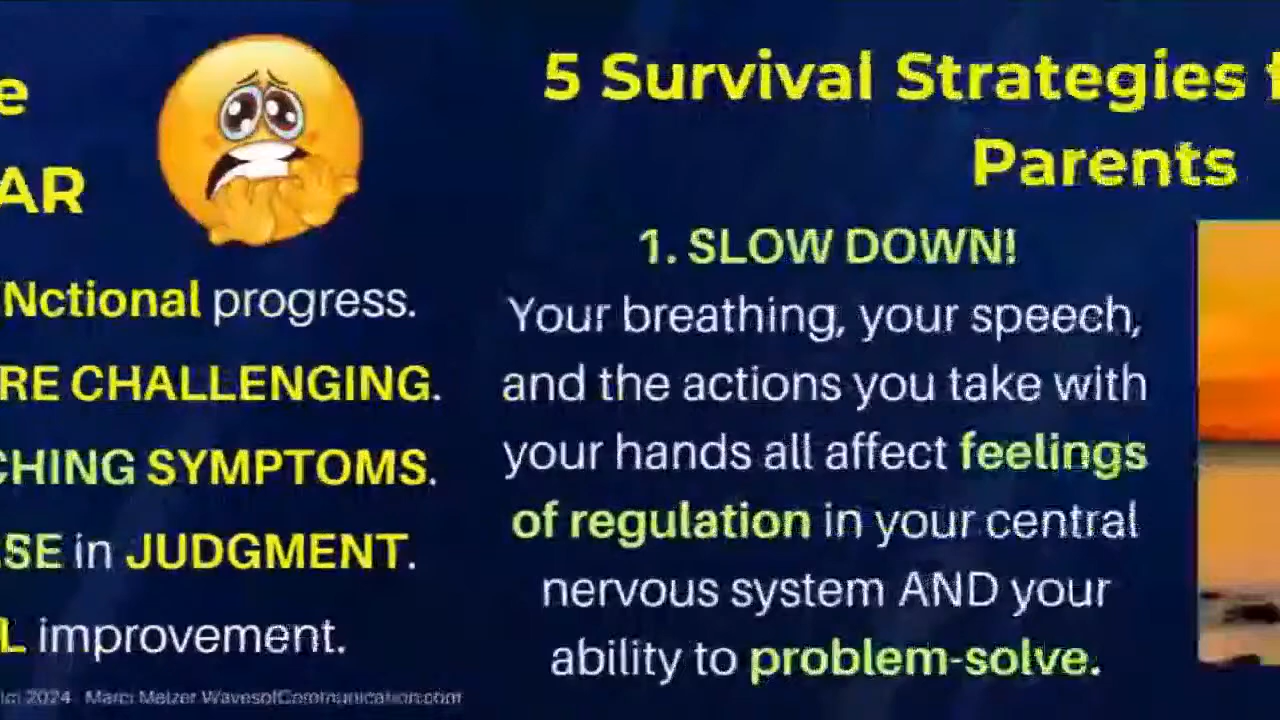 e
AR
Nctional progress.
RE CHALLENGING.
CHING SYMPTOMS.
SE in JUDGMENT.
L improvement.
2024 Marci Melzer WavesofCommunication.com
5 Survival Strategies f
Parents
1. SLOW DOWN!
Your breathing, your speech,
and the actions you take with
your hands all affect feelings
of regulation in your central
nervous system AND your
ability to problem-solve.